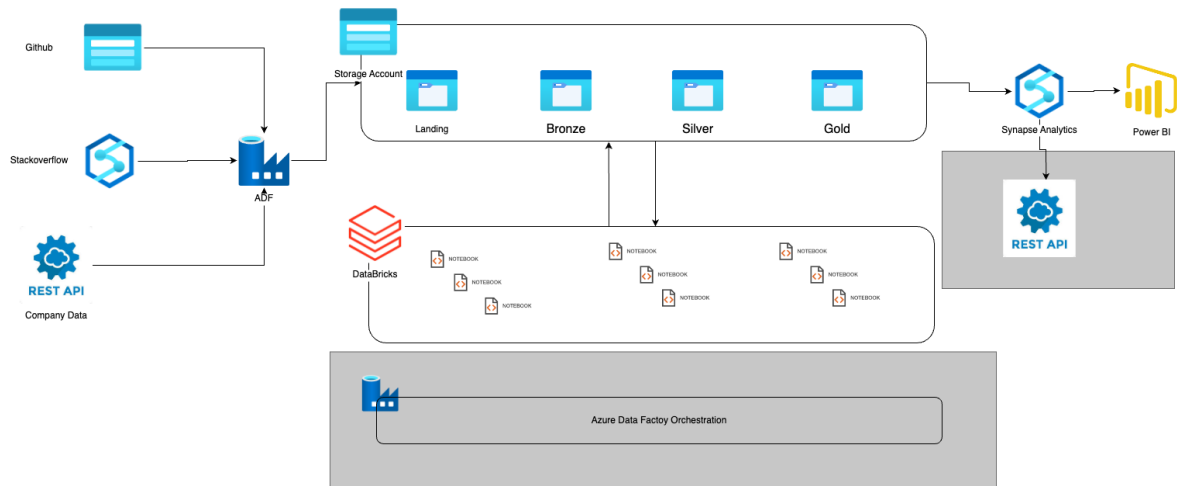 Github
Storage Account
Landing
Bronze
Silver
Gold
Synapse Analytics
Power BI
Stackoverflow
ADF
REST API
Company Data
REST API
DataBricks
NOTEBOOK
NOTEBOOK
NOTEBOOK
NOTEBOOK
NOTEBOOK
NOTEBOOK
NOTEBOOK
NOTEBOOK
NOTEBOOK
Azure Data Factoy Orchestration